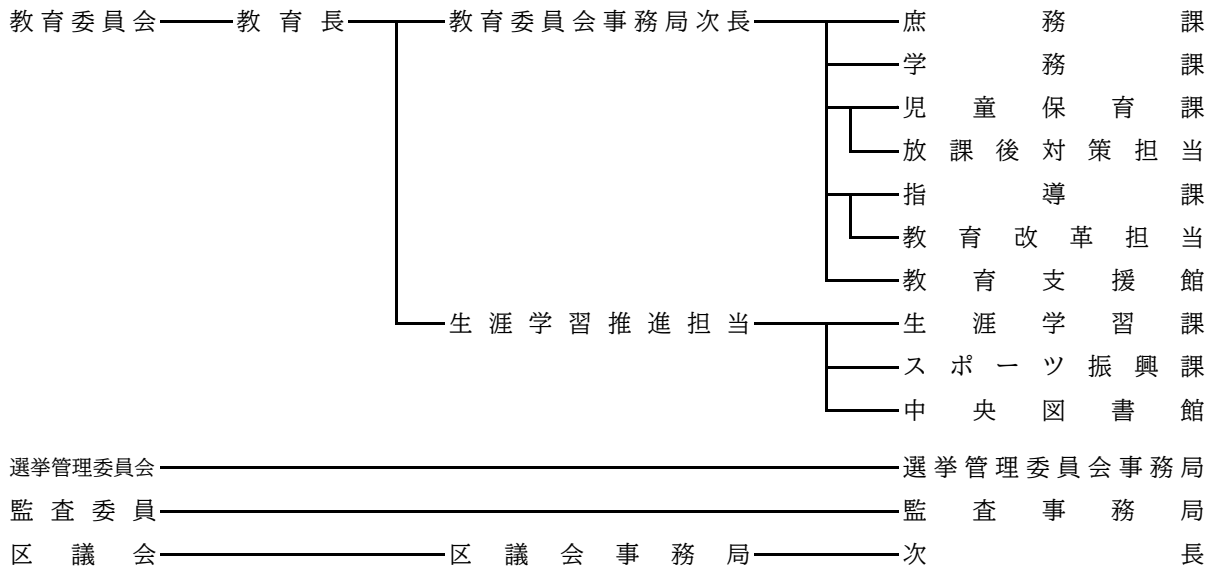 教育委員会 教育長 教育委員会事務局次長 庶務課
学務課
児童保育課
放課後対策担当
指導課
教育改革担当
教育支援館
生涯学習推進担当 生涯学習課
スポーツ振興課
中央図書館
選挙管理委員会 選挙管理委員会事務局
監査委員 監査事務局
区議会 区議会事務局 次長